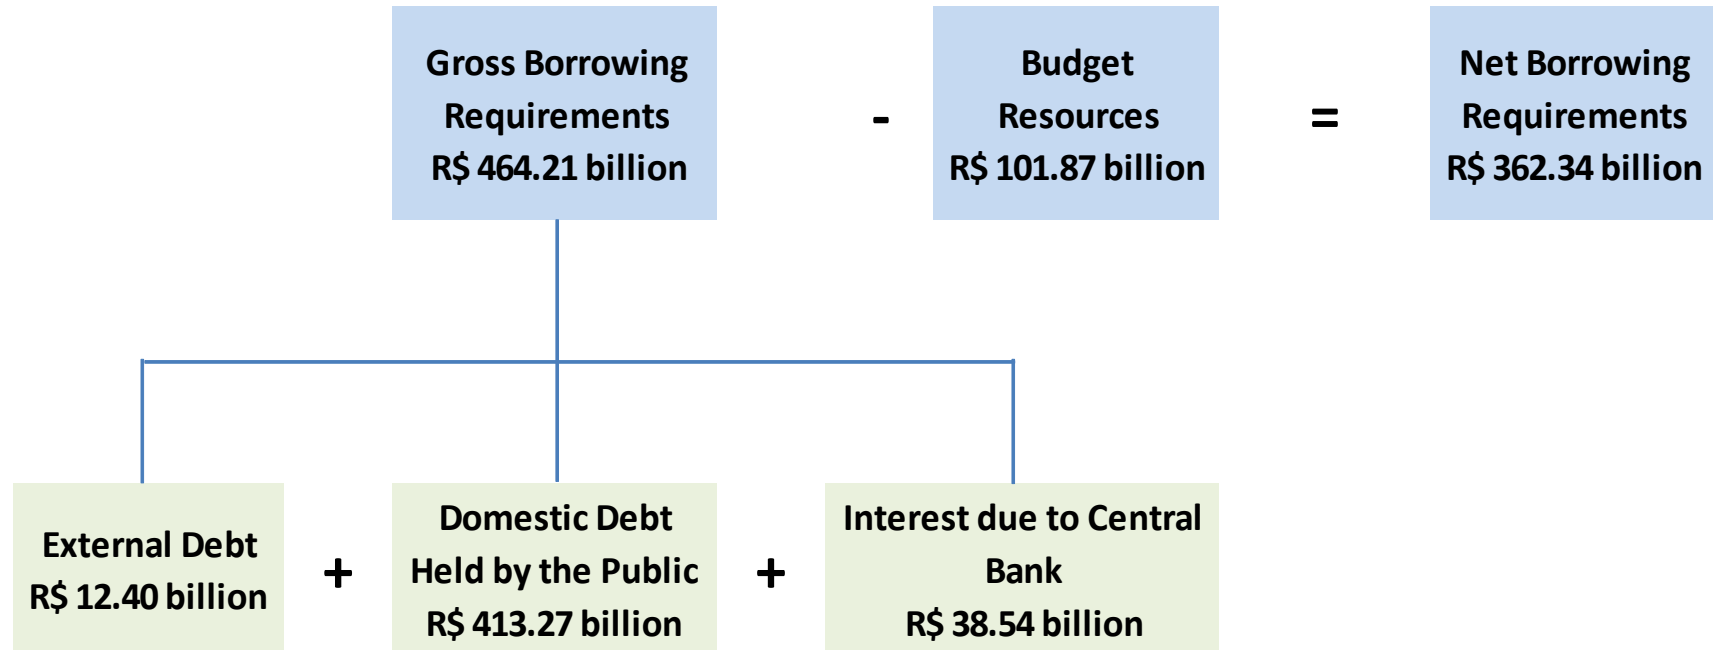 Gross Borrowing
Requirements
R$ 464.21 billion
-
Budget
Resources
R$ 101.87 billion
=
Net Borrowing
Requirements
R$ 362.34 billion
External Debt
R$ 12.40 billion
+
Domestic Debt
Held by the Public
R$ 413.27 billion
+
Interest due to Central
Bank
R$ 38.54 billion